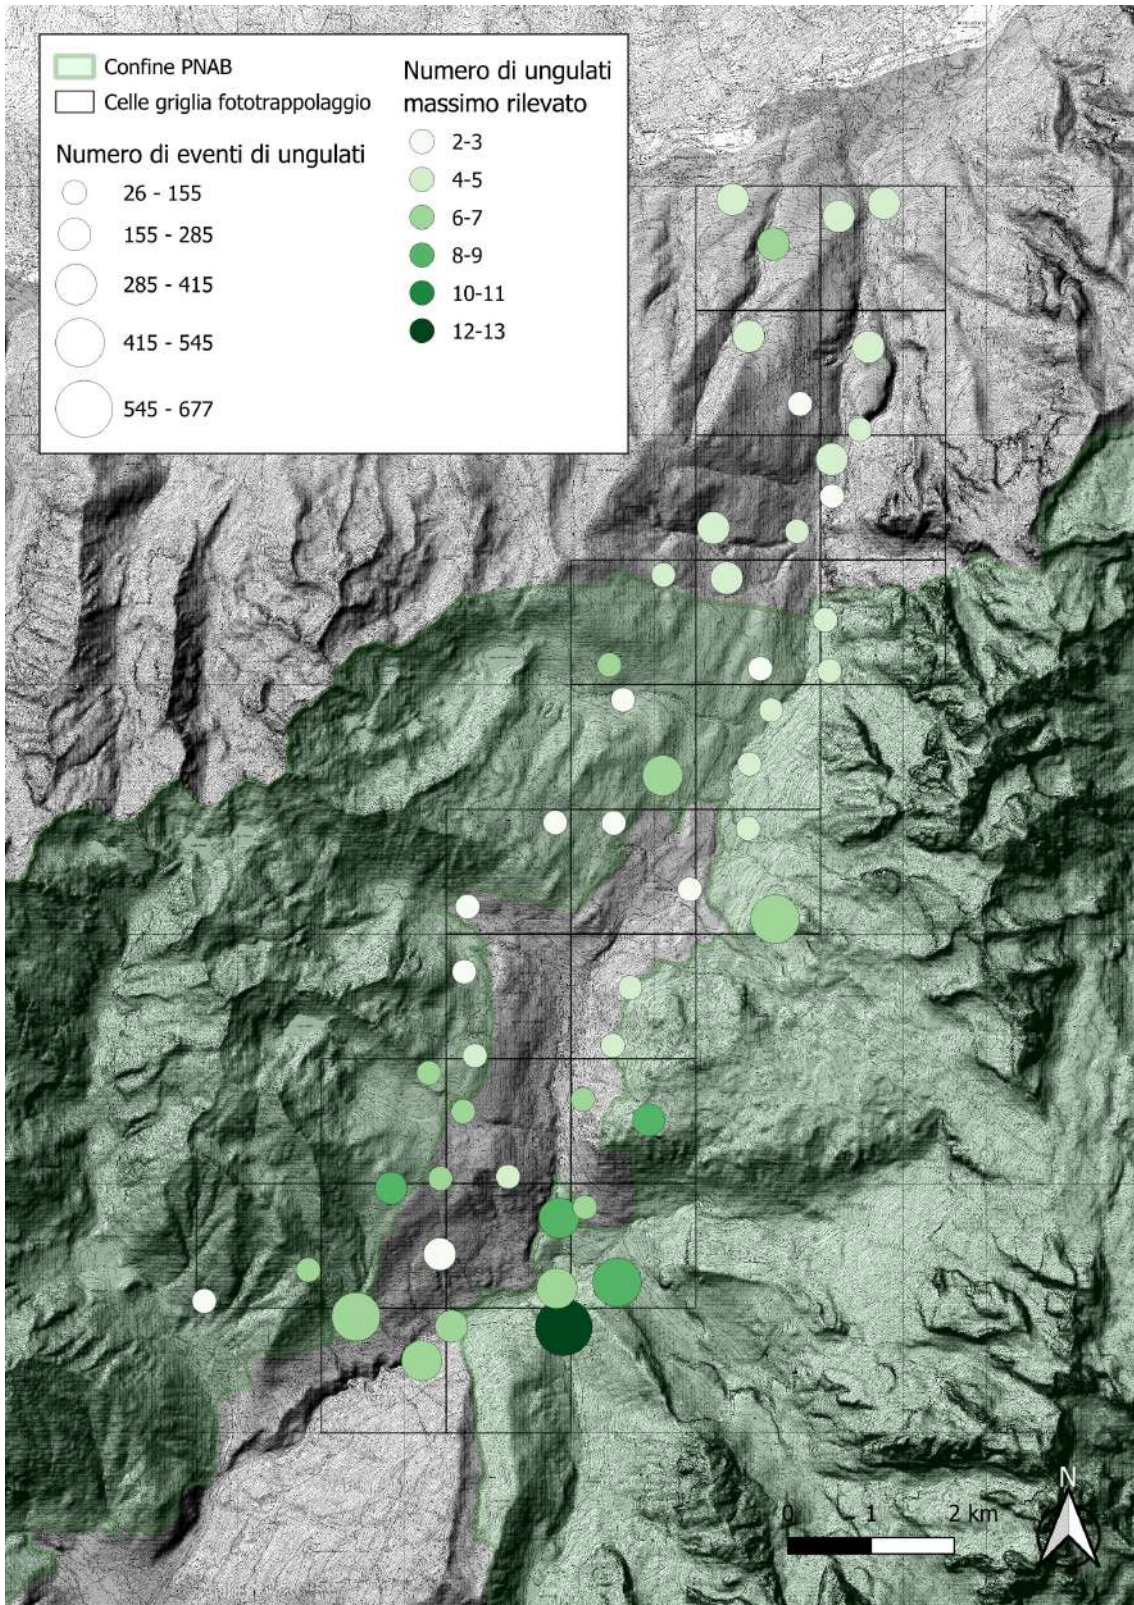 Confine PNAB
Celle griglia fototrappolaggio
Numero di eventi di ungulati
26 - 155
155 - 285
285 - 415
415 - 545
545 - 677
Numero di ungulati
massimo rilevato
2-3
4-5
6-7
8-9
10-11
12-13
N
0 1 2 km